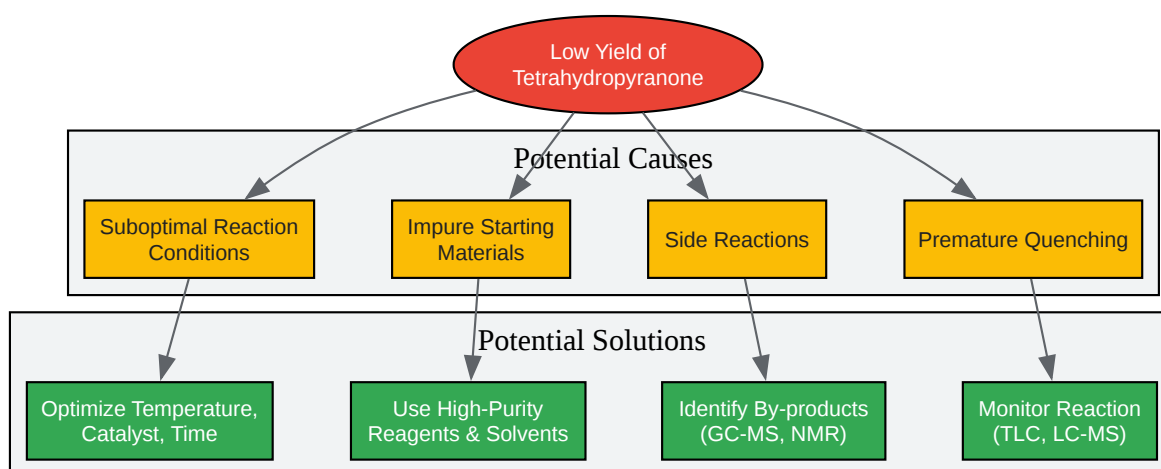 Low Yield of
Tetrahydropyranone
Potential Causes
Suboptimal Reaction
Conditions
Impure Starting
Materials
Side Reactions
Premature Quenching
Potential Solutions
Optimize Temperature,
Catalyst, Time
Use High-Purity
Reagents & Solvents
Identify By-products
(GC-MS, NMR)
Monitor Reaction
(TLC, LC-MS)